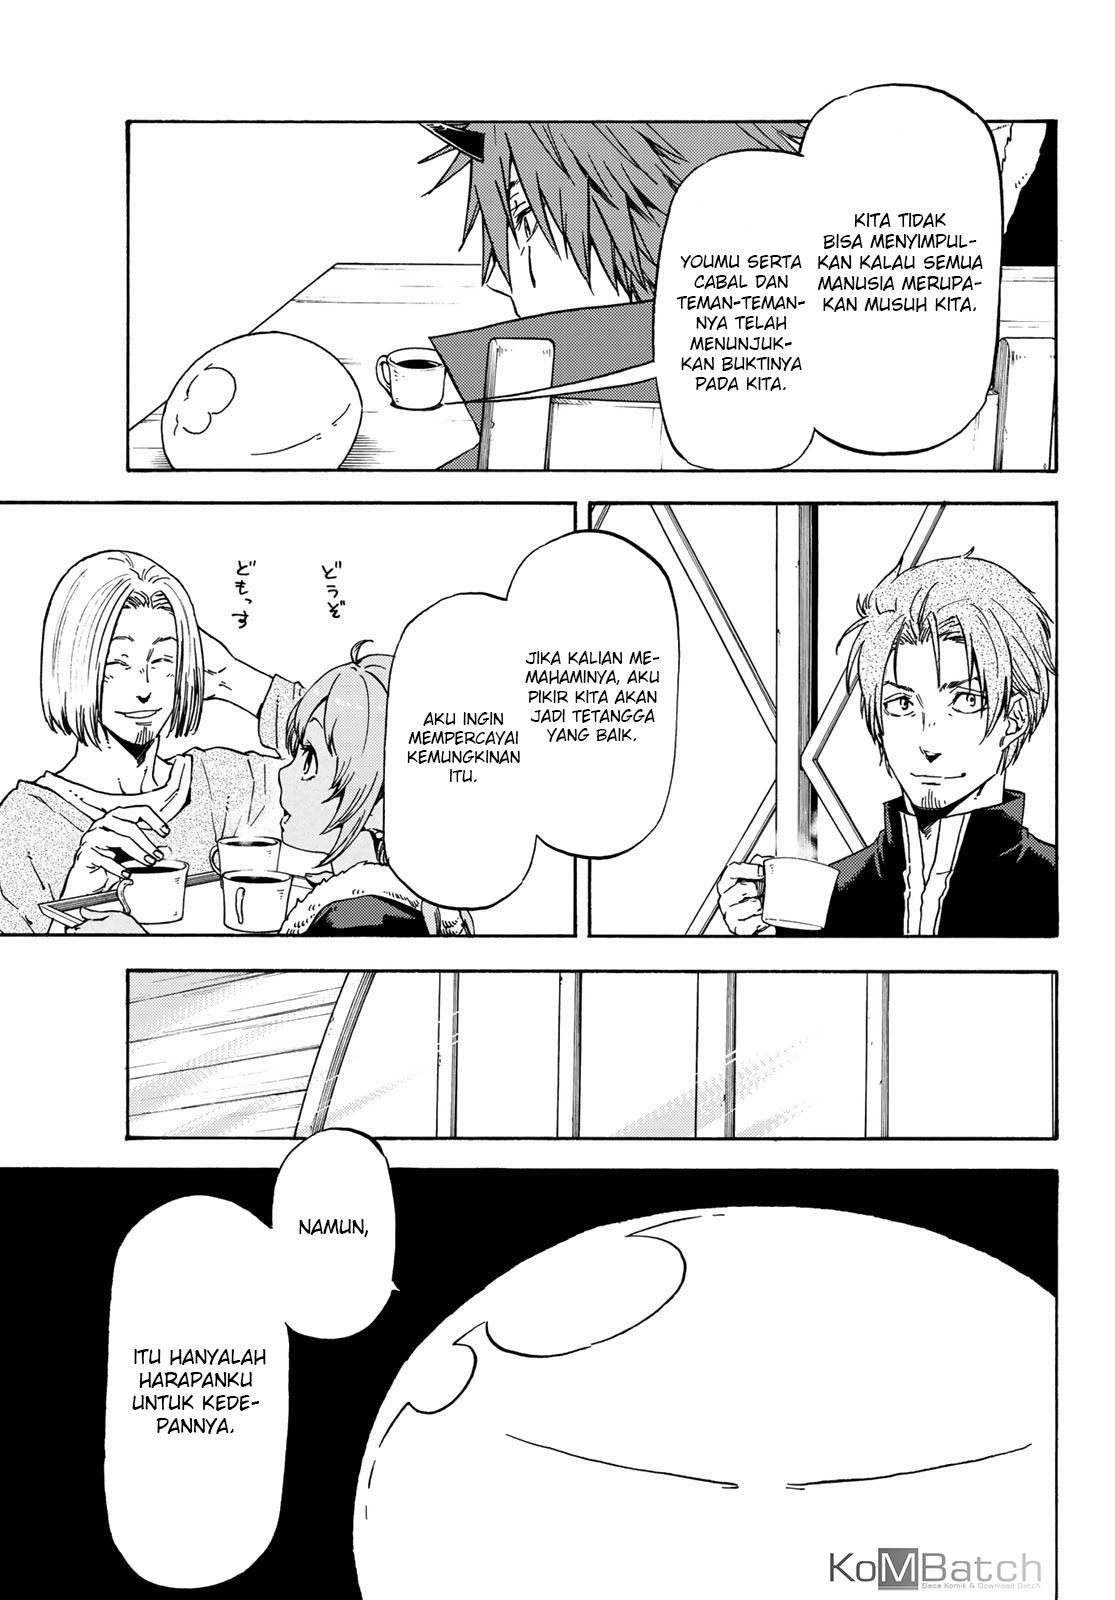 KITA TIDAK
BISA MENYIMPUL-
KAN KALAU SEMUA
MANUSIA MERUPA-
KAN MUSUH KITA.
YOUMU SERTA
CABAL DAN
TEMAN-TEMAN-
NYA TELAH
MENUNJUK-
KAN BUKTINYA
PADA KITA.
JIKA KALIAN ME-
MAHAMINYA, AKU
PIKIR KITA AKAN
JADI TETANGGA
YANG BAIK.
AKU INGIN
MEMPERCAYAI
KEMUNGKINAN
ITU.
どうぞ
どもっす
NAMUN,
ITU HANYALAH
HARAPANKU
UNTUK KEDE-
PANNYA.
KoMBatch
Baca Komik & Download Batch